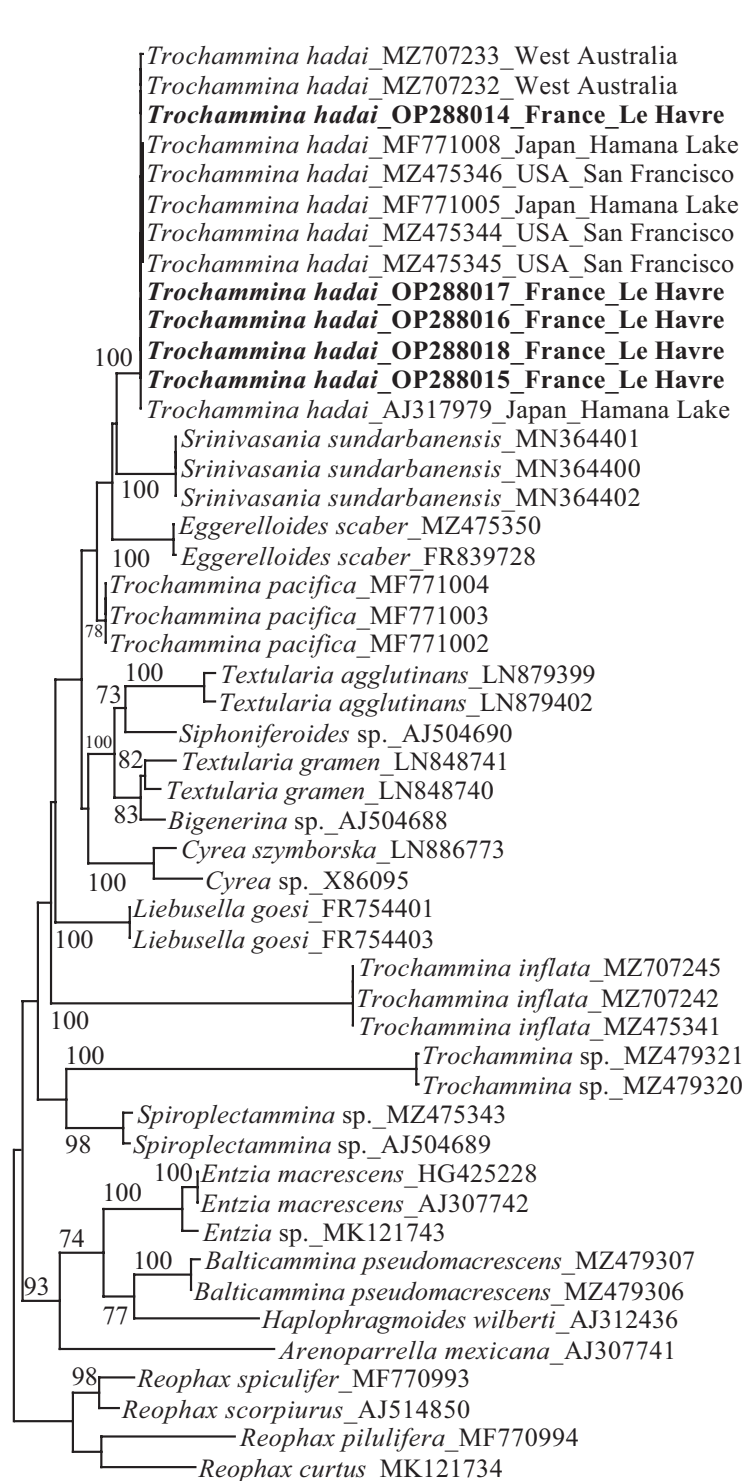 Trochammina hadai_MZ707233_West Australia
Trochammina hadai_MZ707232_West Australia
Trochammina hadai_OP288014_France_Le Havre
Trochammina hadai_MF771008_Japan_Hamana Lake
Trochammina hadai_MZ475346_USA_San Francisco
Trochammina hadai_MF771005_Japan_Hamana Lake
Trochammina hadai_MZ475344_USA_San Francisco
Trochammina hadai_MZ475345_USA_San Francisco
Trochammina hadai_OP288017_France_Le Havre
Trochammina hadai_OP288016_France_Le Havre
Trochammina hadai_OP288018_France_Le Havre
100
Trochammina hadai_OP288015_France_Le Havre
Trochammina hadai_AJ317979_Japan_Hamana Lake
Srinivasania sundarbanensis_MN364401
Srinivasania sundarbanensis_MN364400
100
Srinivasania sundarbanensis_MN364402
Eggerelloides scaber_MZ475350
100
Eggerelloides scaber_FR839728
Trochammina pacifica_MF771004
Trochammina pacifica_MF771003
78
Trochammina pacifica_MF771002
100
Textularia agglutinans_LN879399
73
Textularia agglutinans_LN879402
Siphoniferoides sp._AJ504690
100
82
Textularia gramen_LN848741
Textularia gramen_LN848740
83
Bigenerina sp._AJ504688
Cyrea szymborska_LN886773
100
Cyrea sp._X86095
Liebusella goesi_FR754401
100
Liebusella goesi_FR754403
Trochammina inflata_MZ707245
Trochammina inflata_MZ707242
100
Trochammina inflata_MZ475341
100
Trochammina sp._MZ479321
Trochammina sp._MZ479320
Spiroplectammina sp._MZ475343
98
Spiroplectammina sp._AJ504689
100
Entzia macrescens_HG425228
100
Entzia macrescens_AJ307742
Entzia sp._MK121743
74
100
Balticammina pseudomacrescens_MZ479307
93
Balticammina pseudomacrescens_MZ479306
77
Haplophragmoides wilberti_AJ312436
Arenoparrella mexicana_AJ307741
98
Reophax spiculifer_MF770993
Reophax scorpiurus_AJ514850
Reophax pilulifera_MF770994
Reophax curtus_MK121734